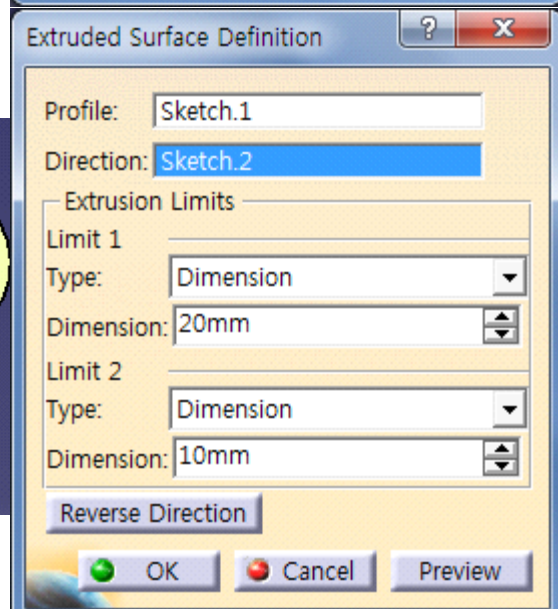 Extruded Surface Definition ?
Profile: Sketch.1
Direction: Sketch.2
Extrusion Limits
Limit 1
Type: Dimension
Dimension: 20mm
Limit 2
Type: Dimension
Dimension: 10mm
Reverse Direction
OK Cancel Preview